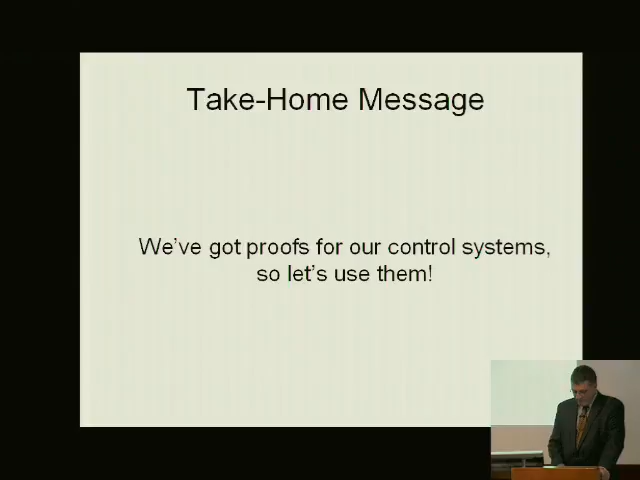 Take-Home Message
We've got proofs for our control systems,
so let's use them!